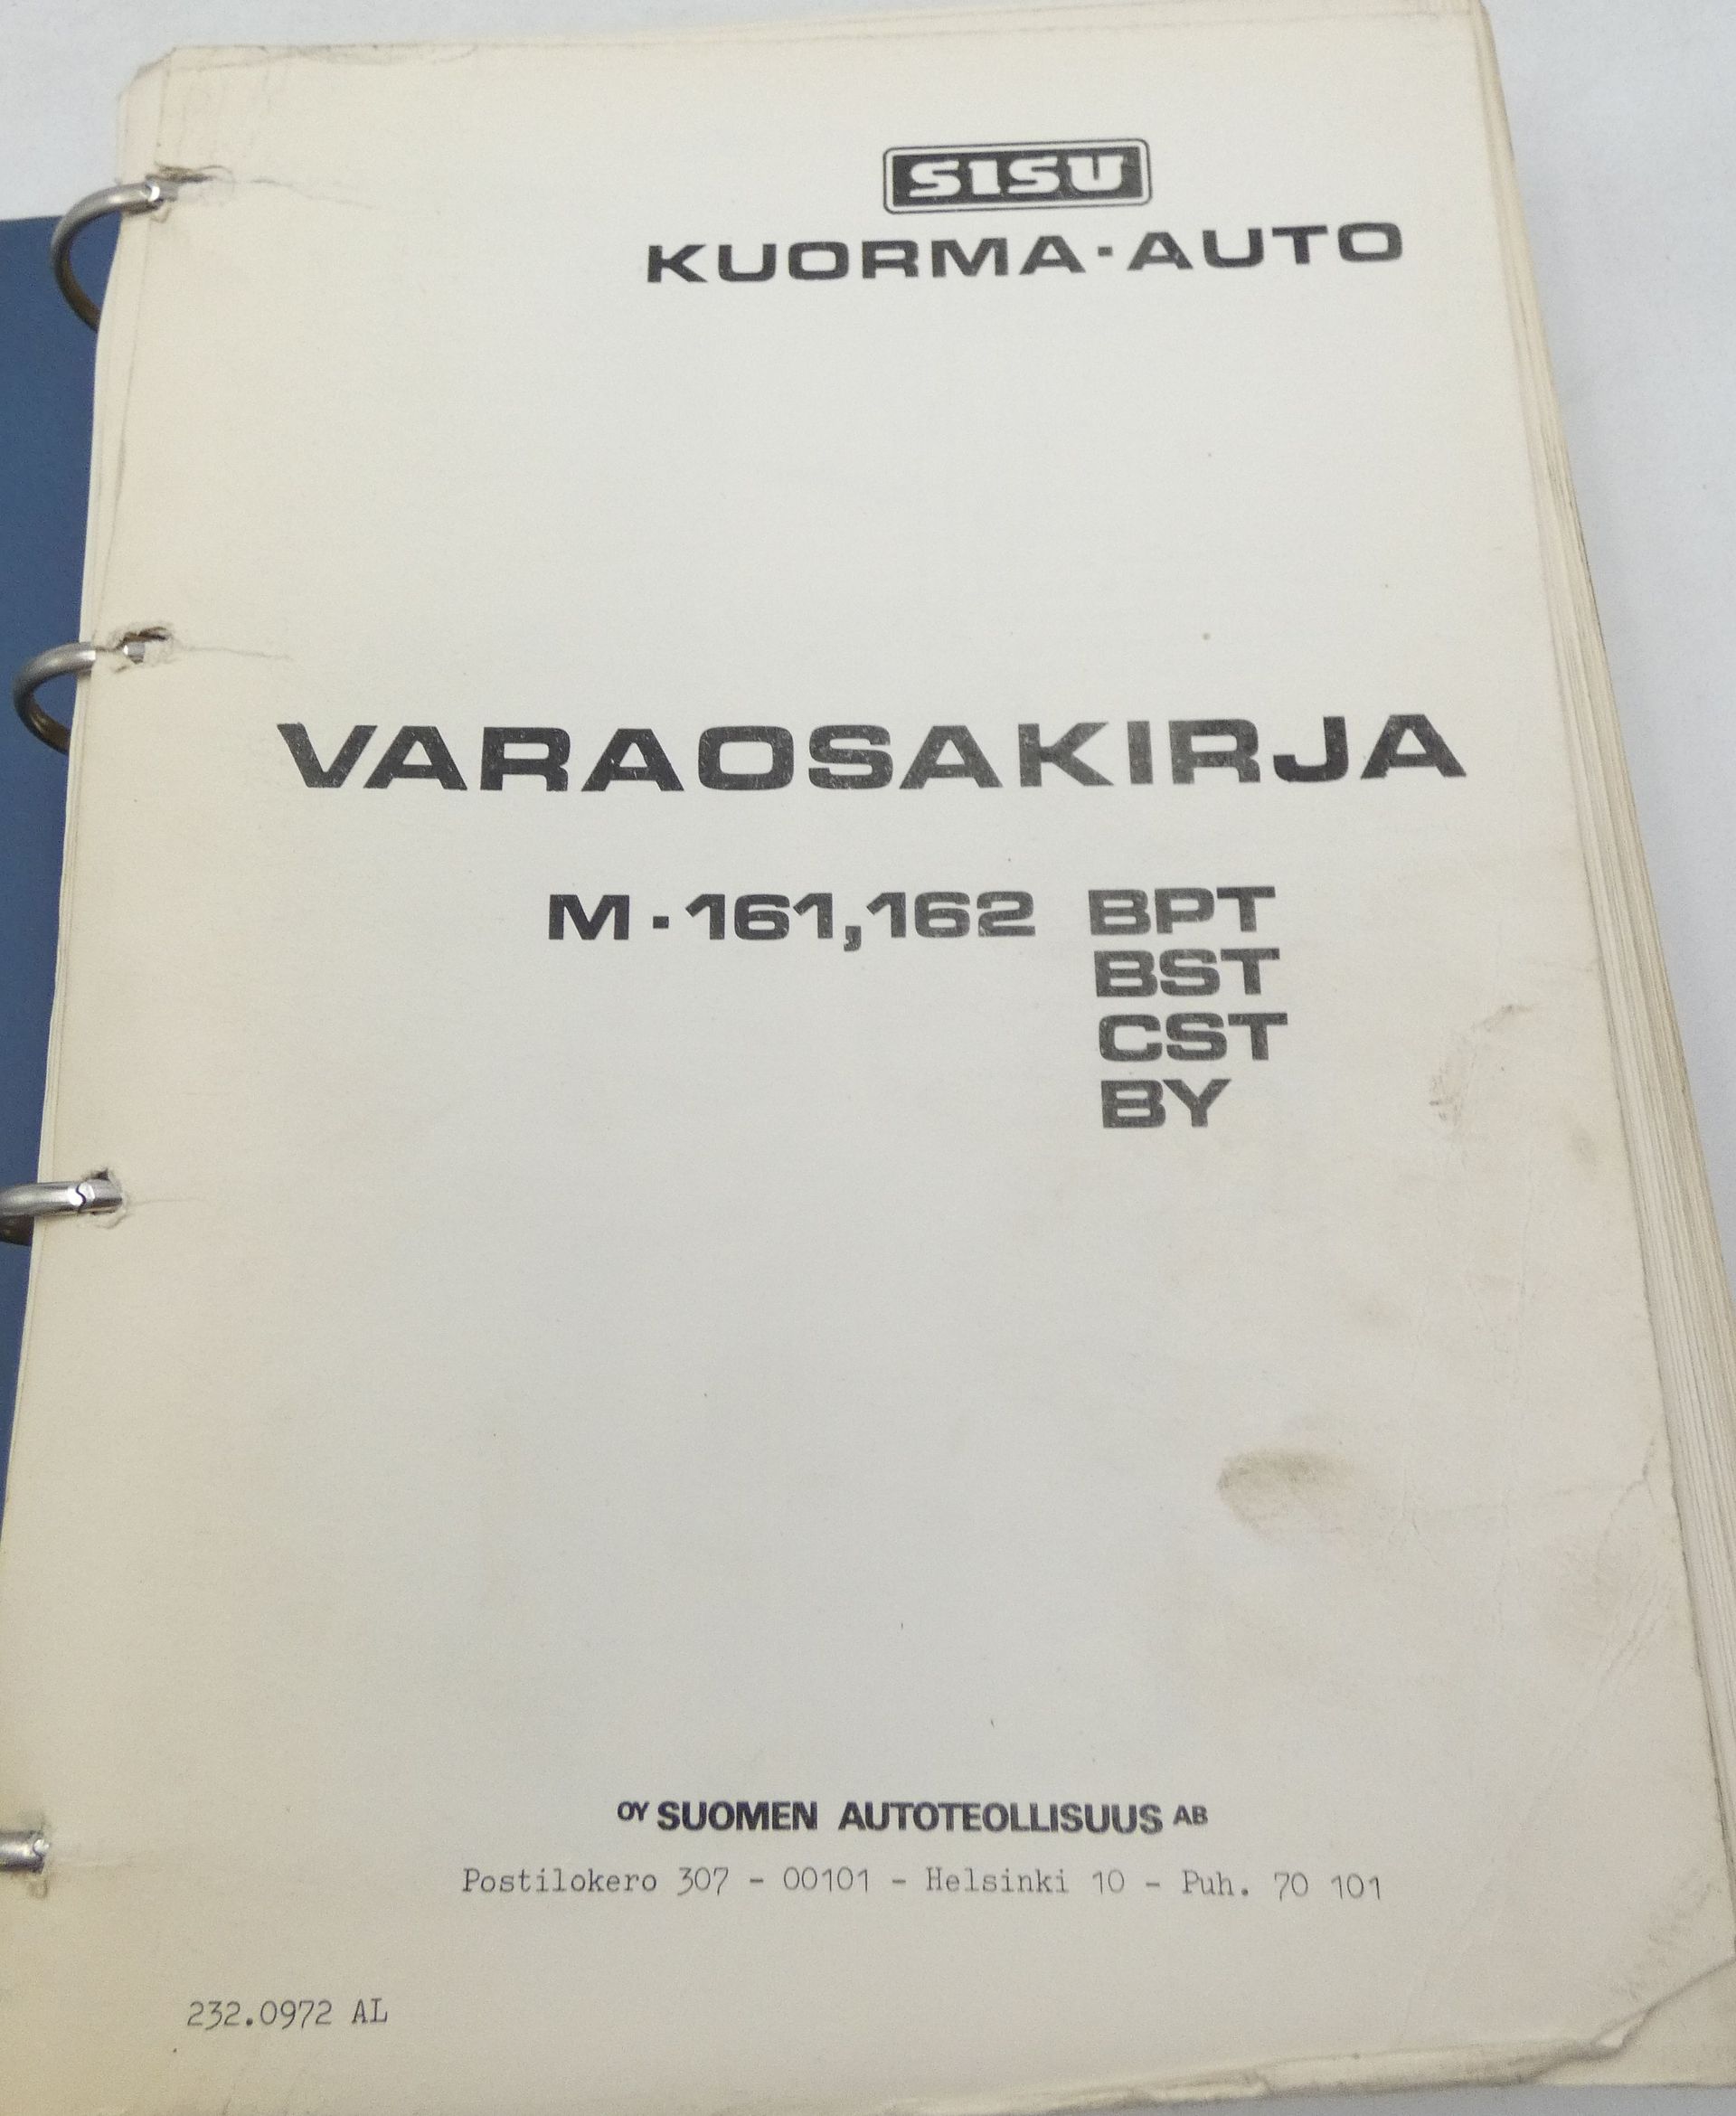 SISU
KUORMA-AUTO
VARAOSAKIRJA
M-161,162 BPT
BST
CST
BY
OY SUOMEN AUTOTEOLLISUUS AB
Postilokero 307 - 00101 - Helsinki 10 - Puh. 70 101
232.0972 AL